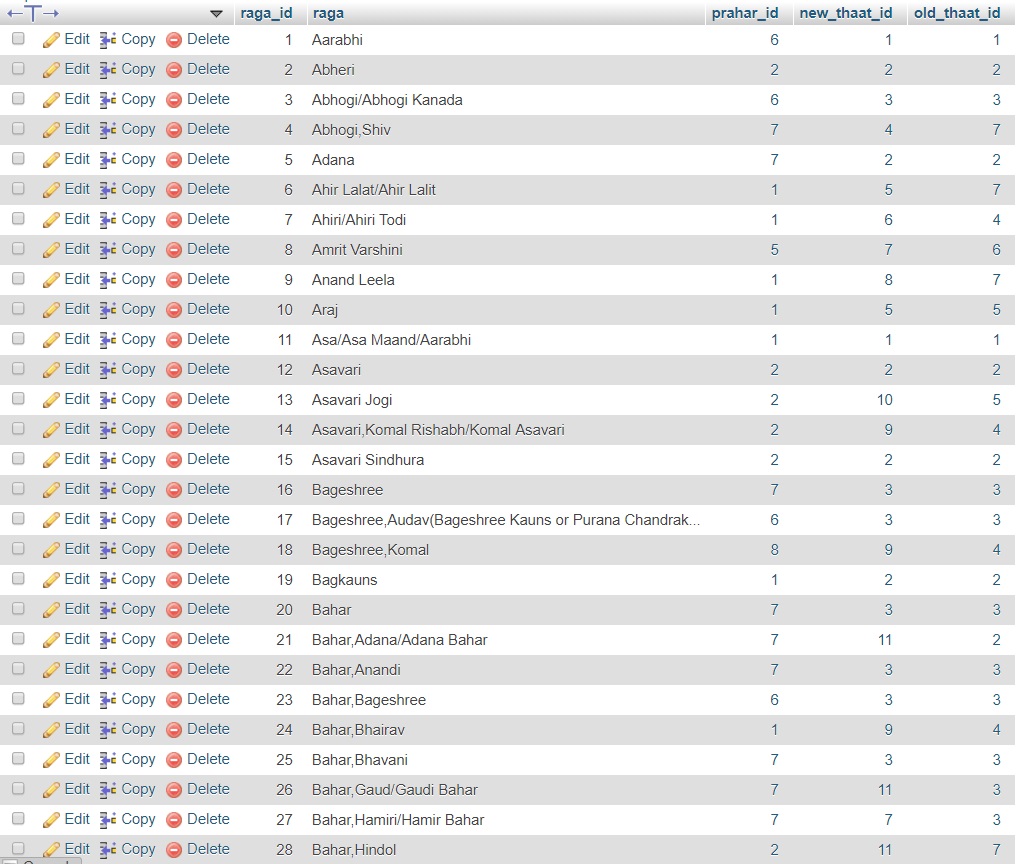 raga_id raga prahar_id new_thaat_id old_thaat_id
Edit Copy Delete 1 Aarabhi 6 1 1
Edit Copy Delete 2 Abheri 2 2 2
Edit Copy Delete 3 Abhogi/Abhogi Kanada 6 3 3
Edit Copy Delete 4 Abhogi,Shiv 7 4 7
Edit Copy Delete 5 Adana 7 2 2
Edit Copy Delete 6 Ahir Lalat/Ahir Lalit 1 5 7
Edit Copy Delete 7 Ahiri/Ahiri Todi 1 6 4
Edit Copy Delete 8 Amrit Varshini 5 7 6
Edit Copy Delete 9 Anand Leela 1 8 7
Edit Copy Delete 10 Araj 1 5 5
Edit Copy Delete 11 Asa/Asa Maand/Aarabhi 1 1 1
Edit Copy Delete 12 Asavari 2 2 2
Edit Copy Delete 13 Asavari Jogi 2 10 5
Edit Copy Delete 14 Asavari,Komal Rishabh/Komal Asavari 2 9 4
Edit Copy Delete 15 Asavari Sindhura 2 2 2
Edit Copy Delete 16 Bageshree 7 3 3
Edit Copy Delete 17 Bageshree,Audav(Bageshree Kauns or Purana Chandrak... 6 3 3
Edit Copy Delete 18 Bageshree,Komal 8 9 4
Edit Copy Delete 19 Bagkauns 1 2 2
Edit Copy Delete 20 Bahar 7 3 3
Edit Copy Delete 21 Bahar,Adana/Adana Bahar 7 11 2
Edit Copy Delete 22 Bahar,Anandi 7 3 3
Edit Copy Delete 23 Bahar,Bageshree 6 3 3
Edit Copy Delete 24 Bahar,Bhairav 1 9 4
Edit Copy Delete 25 Bahar,Bhavani 7 3 3
Edit Copy Delete 26 Bahar,Gaud/Gaudi Bahar 7 11 3
Edit Copy Delete 27 Bahar,Hamiri/Hamir Bahar 7 7 3
Edit Copy Delete 28 Bahar,Hindol 2 11 7